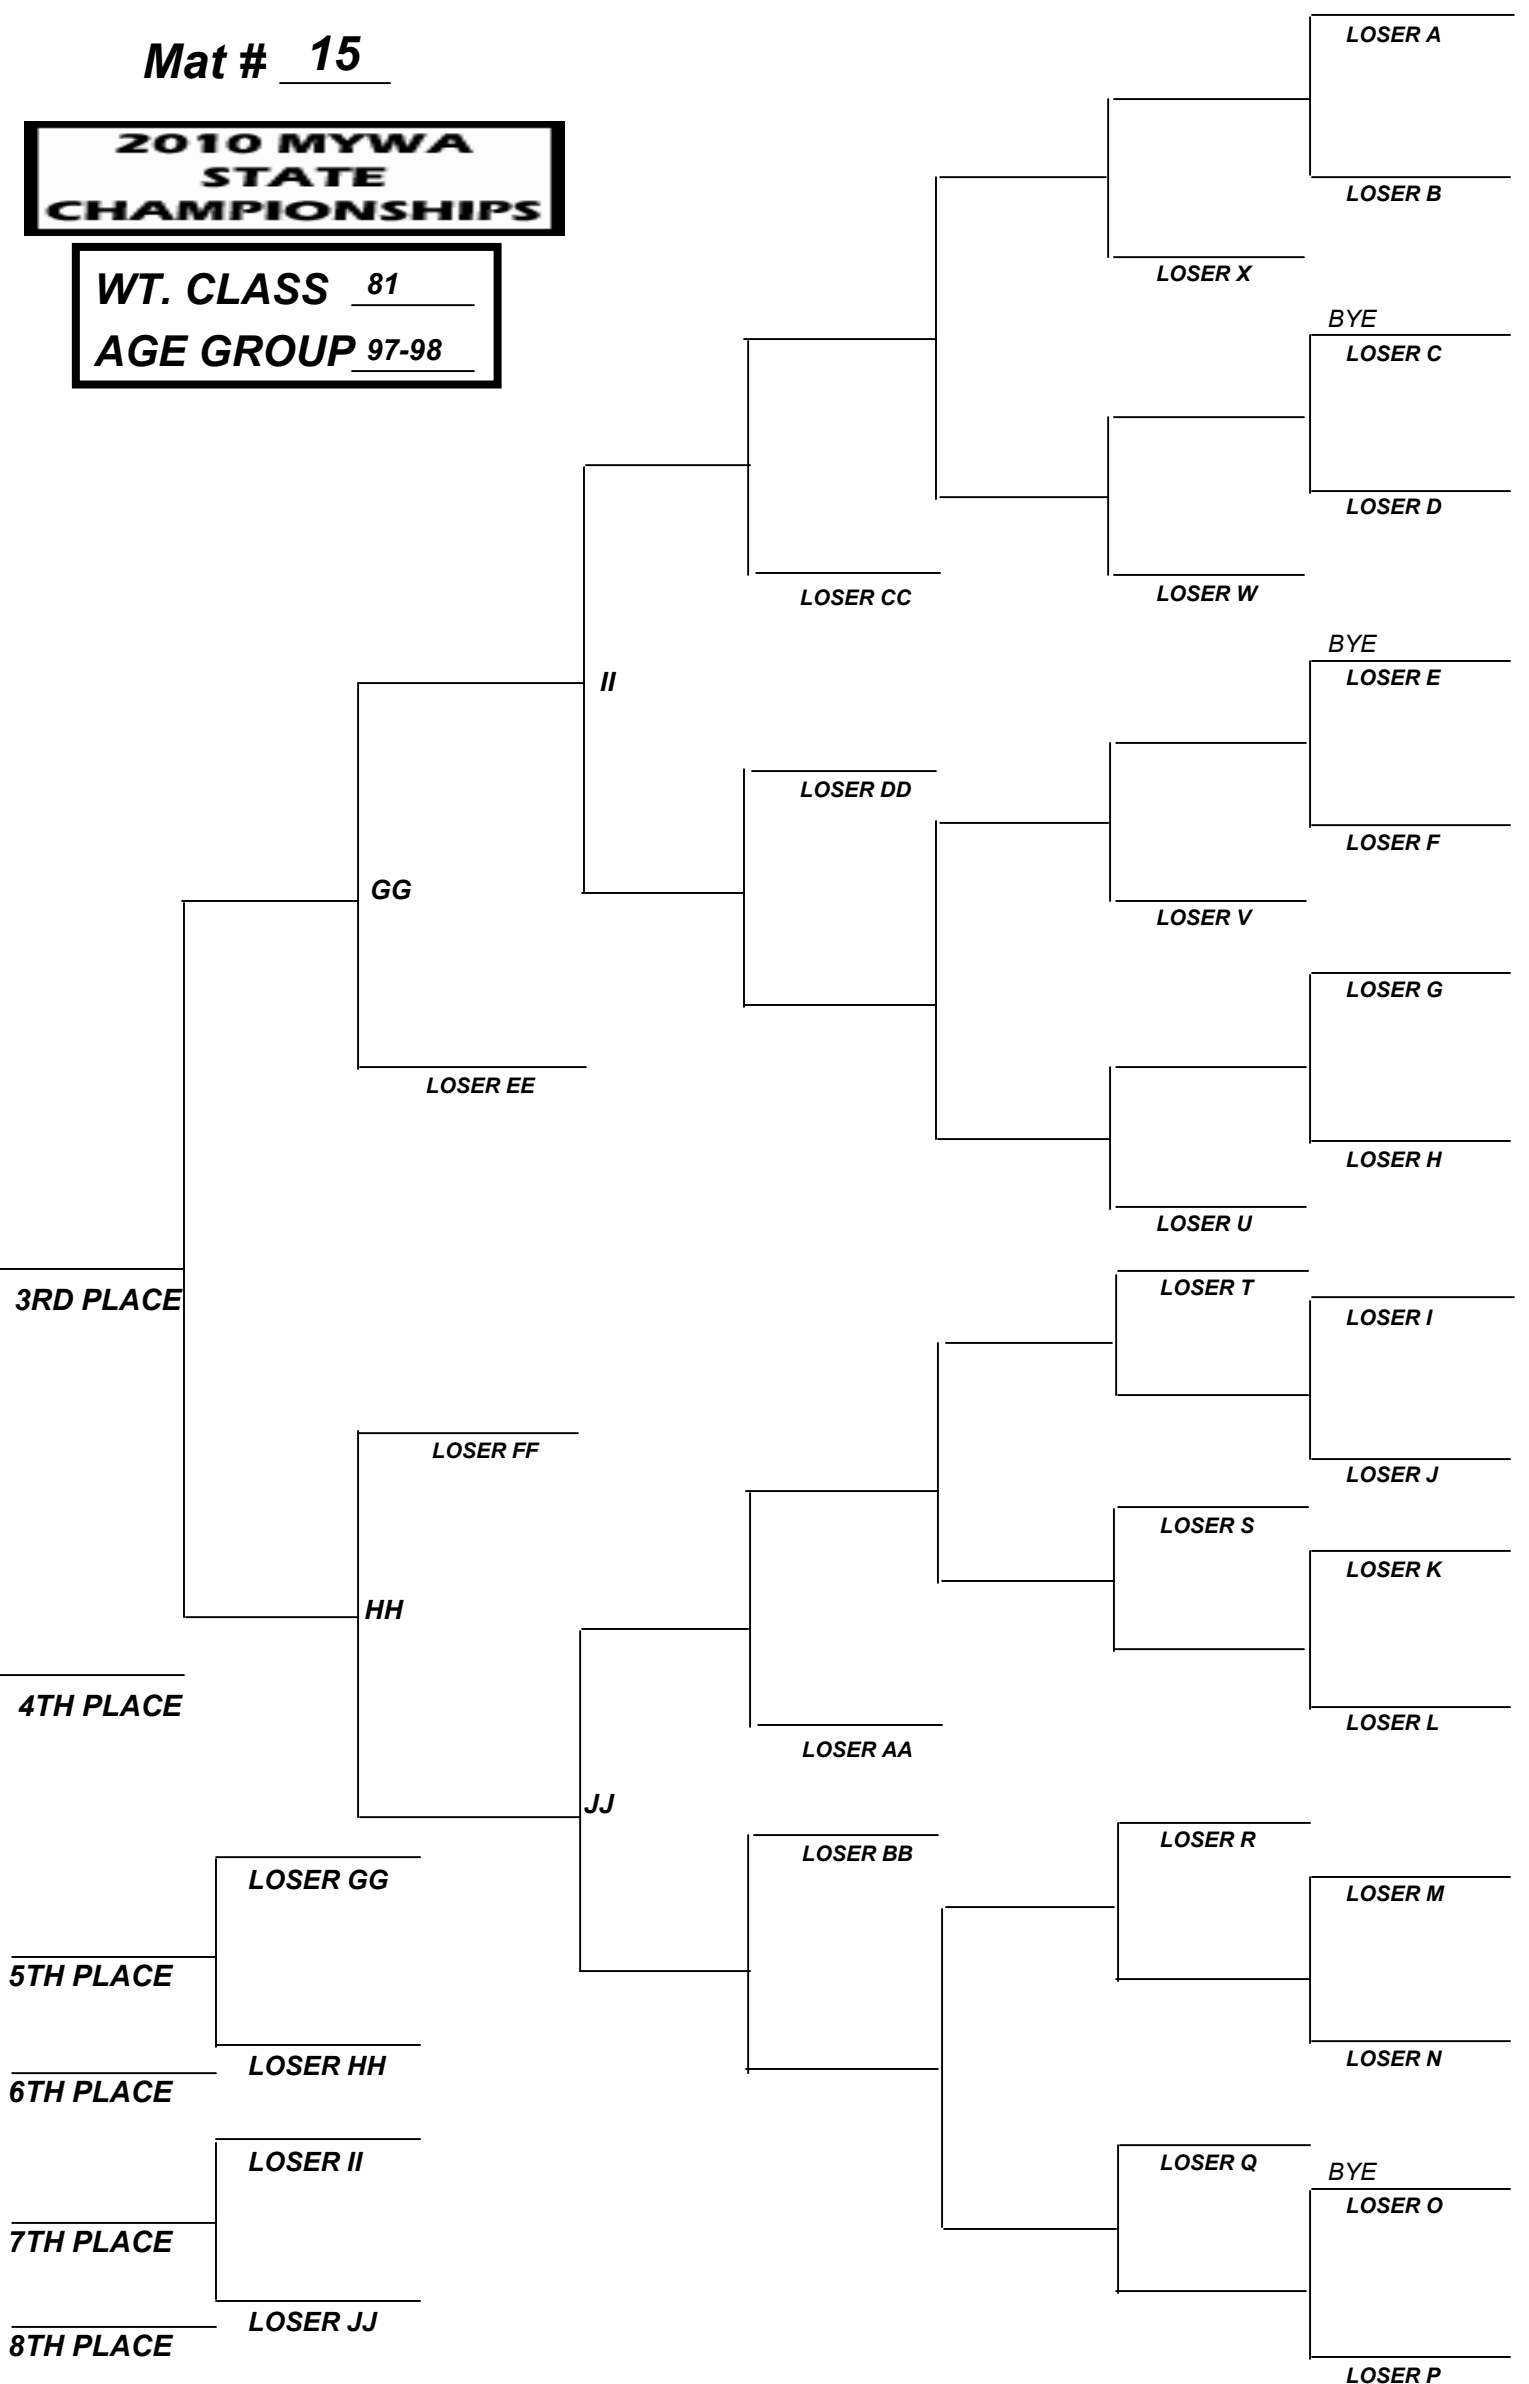 Mat # 15
2010 MYWA
STATE
CHAMPIONSHIPS
WT. CLASS 81
AGE GROUP 97-98
LOSER A
LOSER B
LOSER X
BYE
LOSER C
LOSER D
LOSER CC
LOSER W
BYE
LOSER E
II
LOSER DD
LOSER F
GG
LOSER V
LOSER G
LOSER EE
LOSER H
LOSER U
3RD PLACE
LOSER T
LOSER I
LOSER FF
LOSER J
LOSER S
LOSER K
HH
4TH PLACE
LOSER L
LOSER AA
JJ
LOSER BB
LOSER R
LOSER GG
LOSER M
5TH PLACE
LOSER HH
LOSER N
6TH PLACE
LOSER II
LOSER Q
BYE
LOSER O
7TH PLACE
LOSER JJ
8TH PLACE
LOSER P